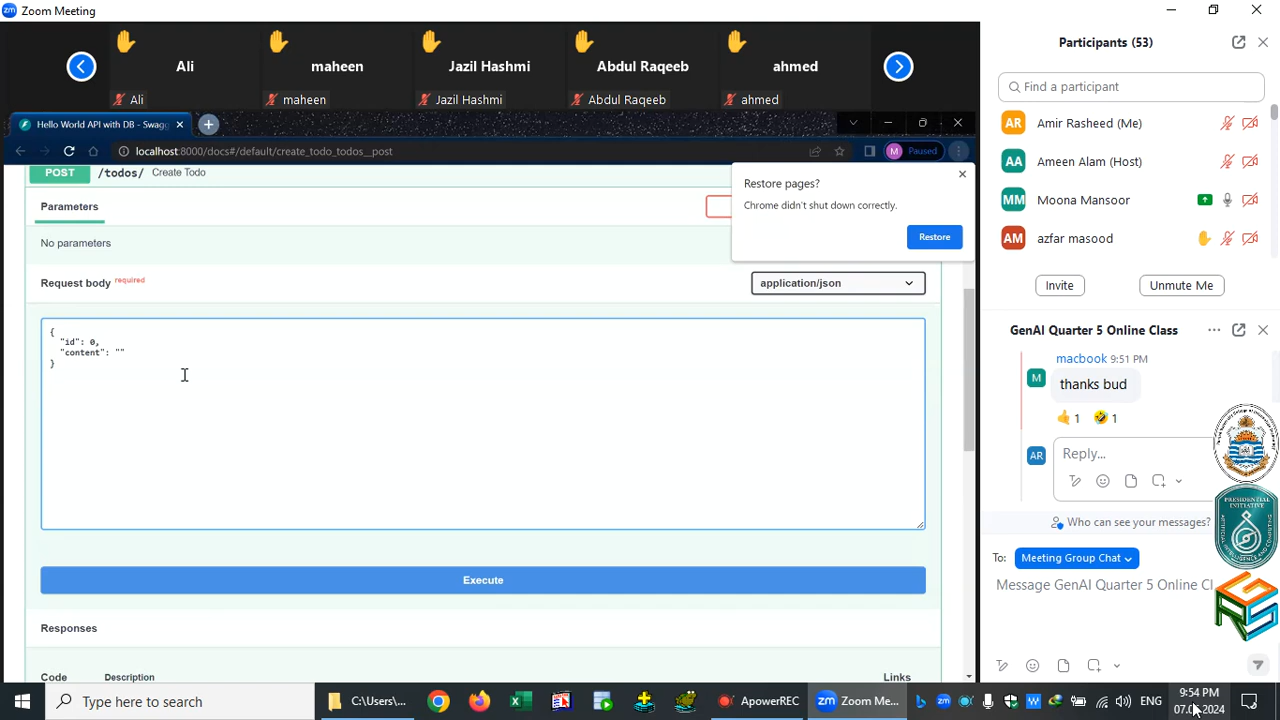 Zoom Meeting
Ali
maheen
Jazil Hashmi
Abdul Raqeeb
ahmed
Ali
maheen
Jazil Hashmi
Abdul Raqeeb
ahmed
Hello World API with DB - Swagg
localhost:8000/docs#/default/create_todo_todos__post
M
Paused
POST /todos/ Create Todo
Restore pages?
Chrome didn't shut down correctly.
Restore
Parameters
No parameters
Request body required
application/json
{
"id": 0,
"content": ""
}
Execute
Responses
Code Description Links
Participants (53)
Find a participant
AR Amir Rasheed (Me)
AA Ameen Alam (Host)
MM Moona Mansoor
AM azfar masood
Invite
Unmute Me
GenAI Quarter 5 Online Class
macbook 9:51 PM
M
thanks bud
1 1
AR
Reply...
Who can see your messages?
To: Meeting Group Chat
Message GenAI Quarter 5 Online Cl
Type here to search
C:\Users\...
ApowerREC
Zoom Me...
ENG
9:54 PM